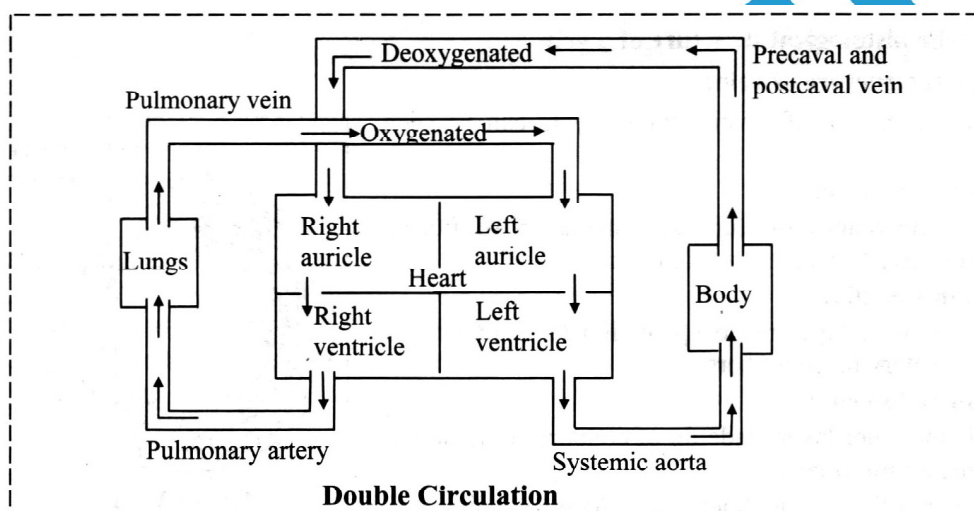 Deoxygenated
Precaval and
postcaval vein
Pulmonary vein
Oxygenated
Right
auricle
Left
auricle
Lungs
Heart
Body
Right
ventricle
Left
ventricle
Pulmonary artery
Systemic aorta
Double Circulation